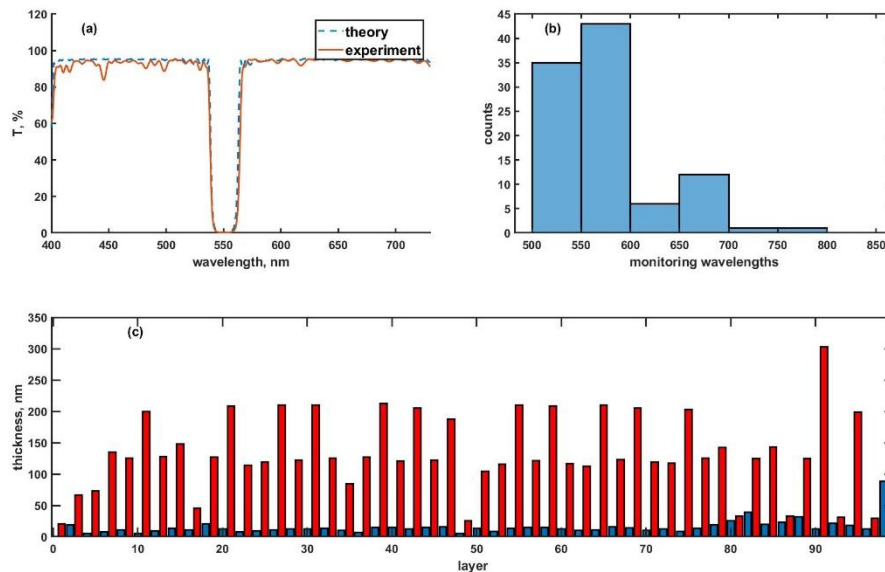 (a)
theory
experiment
120
100
80
60
40
20
0
T, %
400 450 500 550 600 650 700
wavelength, nm
(b)
45
40
35
30
25
20
15
10
5
0
counts
500 550 600 650 700 750 800 850
monitoring wavelengths
(c)
350
300
250
200
150
100
50
0
thickness, nm
0 10 20 30 40 50 60 70 80 90
layer